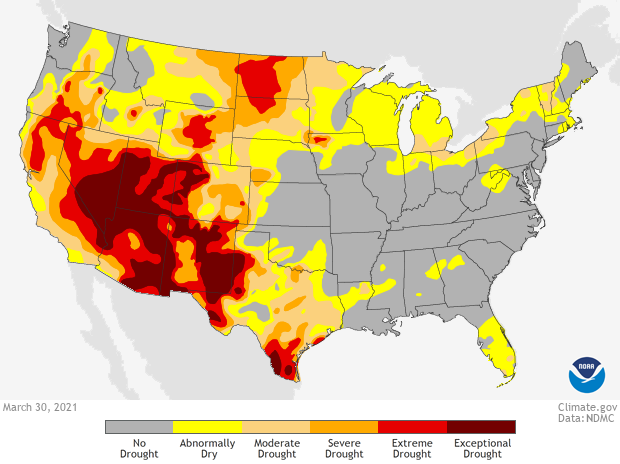 NOAA
March 30, 2021
Climate.gov
Data: NDMC
No Drought
Abnormally Dry
Moderate Drought
Severe Drought
Extreme Drought
Exceptional Drought